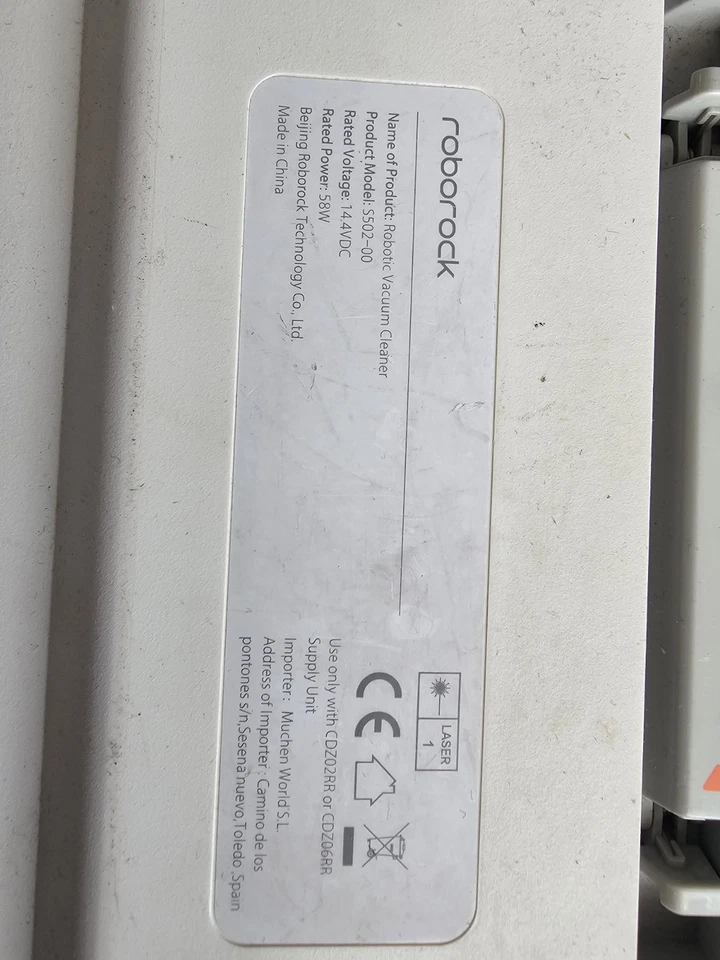 roborock
Name of Product: Robotic Vacuum Cleaner
Product Model: S502-00
Rated Voltage: 14.4VDC
Rated Power: 58W
Beijing Roborock Technology Co., Ltd.
Made in China
LASER
1
CE
Use only with CDZ02RR or CDZ06RR
Supply Unit
Importer: Muchen World'S.L.
Address of Importer: Camino de los
pontones s/n,Sesena nuevo,Toledo ,Spain